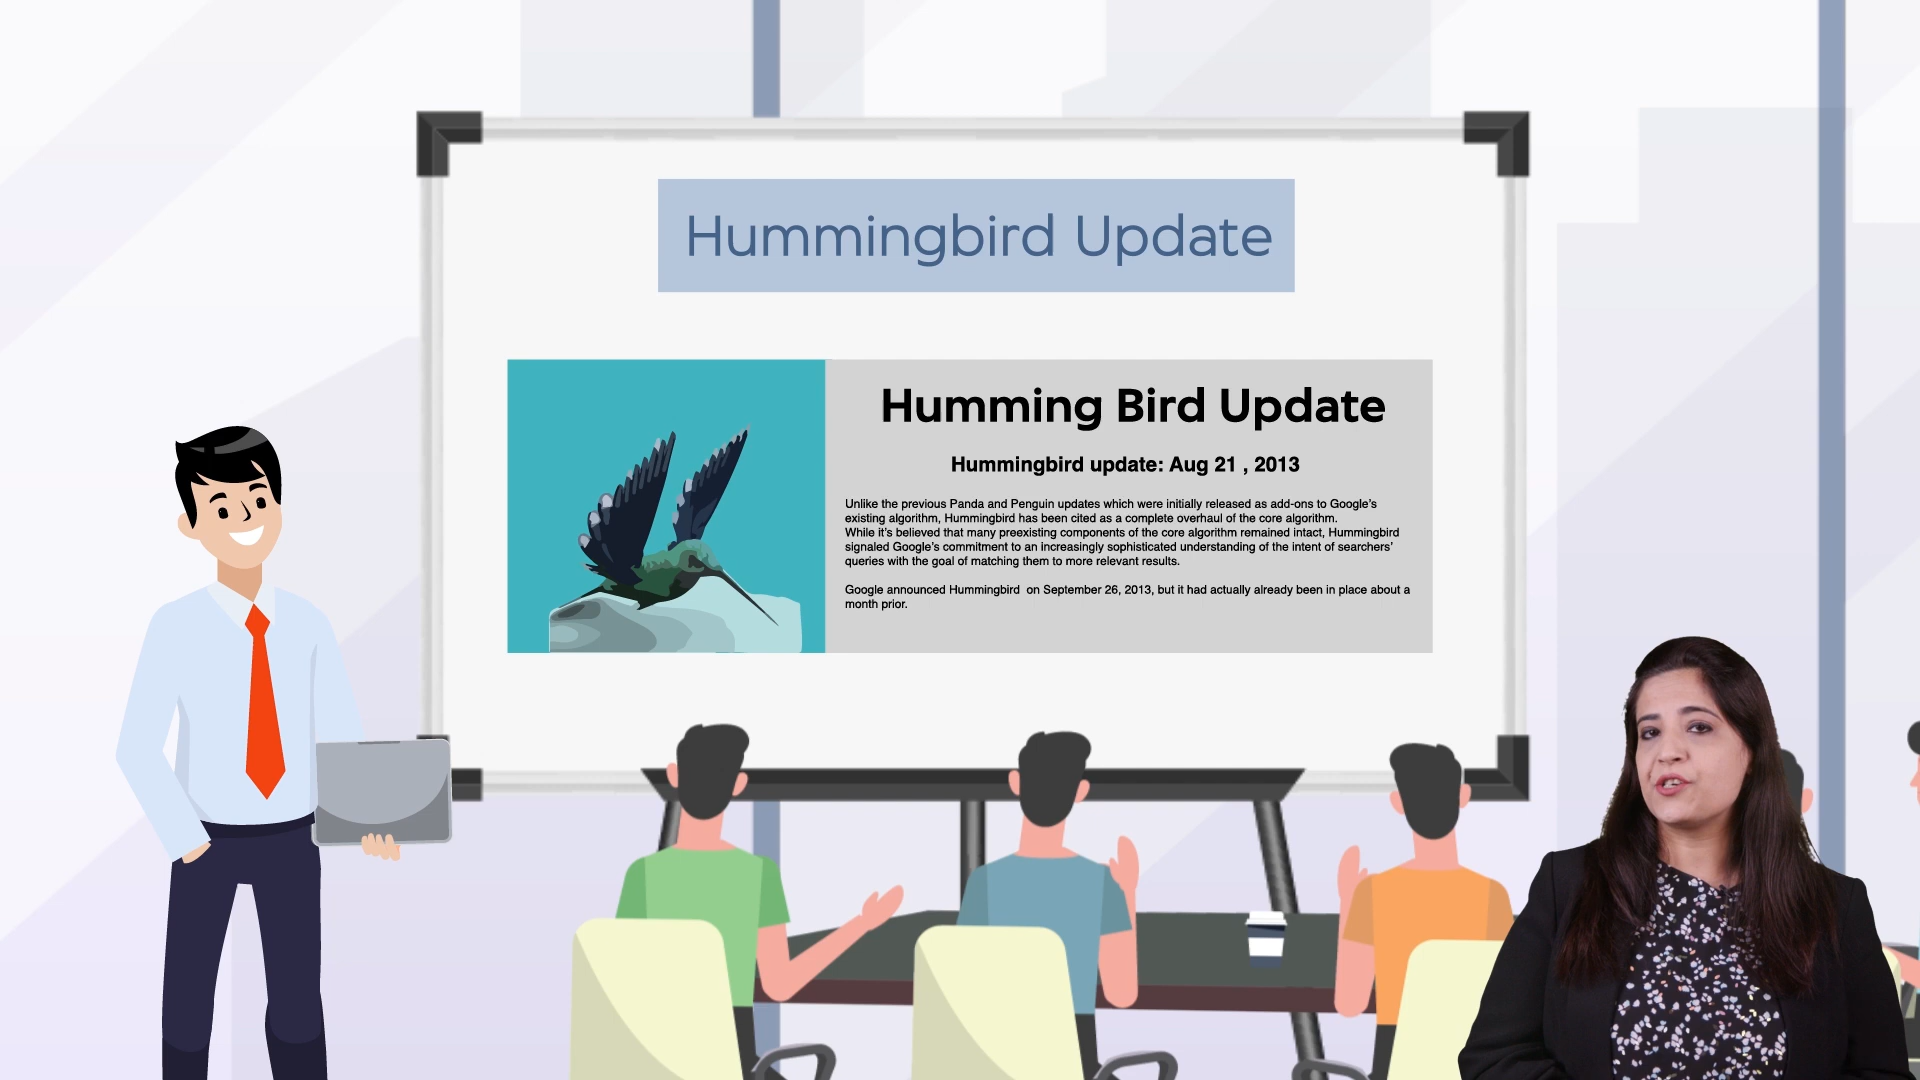 Hummingbird Update
Humming Bird Update
Hummingbird update: Aug 21 , 2013
Unlike the previous Panda and Penguin updates which were initially released as add-ons to Google's
existing algorithm, Hummingbird has been cited as a complete overhaul of the core algorithm.
While it's believed that many preexisting components of the core algorithm remained intact, Hummingbird
signaled Google's commitment to an increasingly sophisticated understanding of the intent of searchers'
queries with the goal of matching them to more relevant results.
Google announced Hummingbird  on September 26, 2013, but it had actually already been in place about a
month prior.